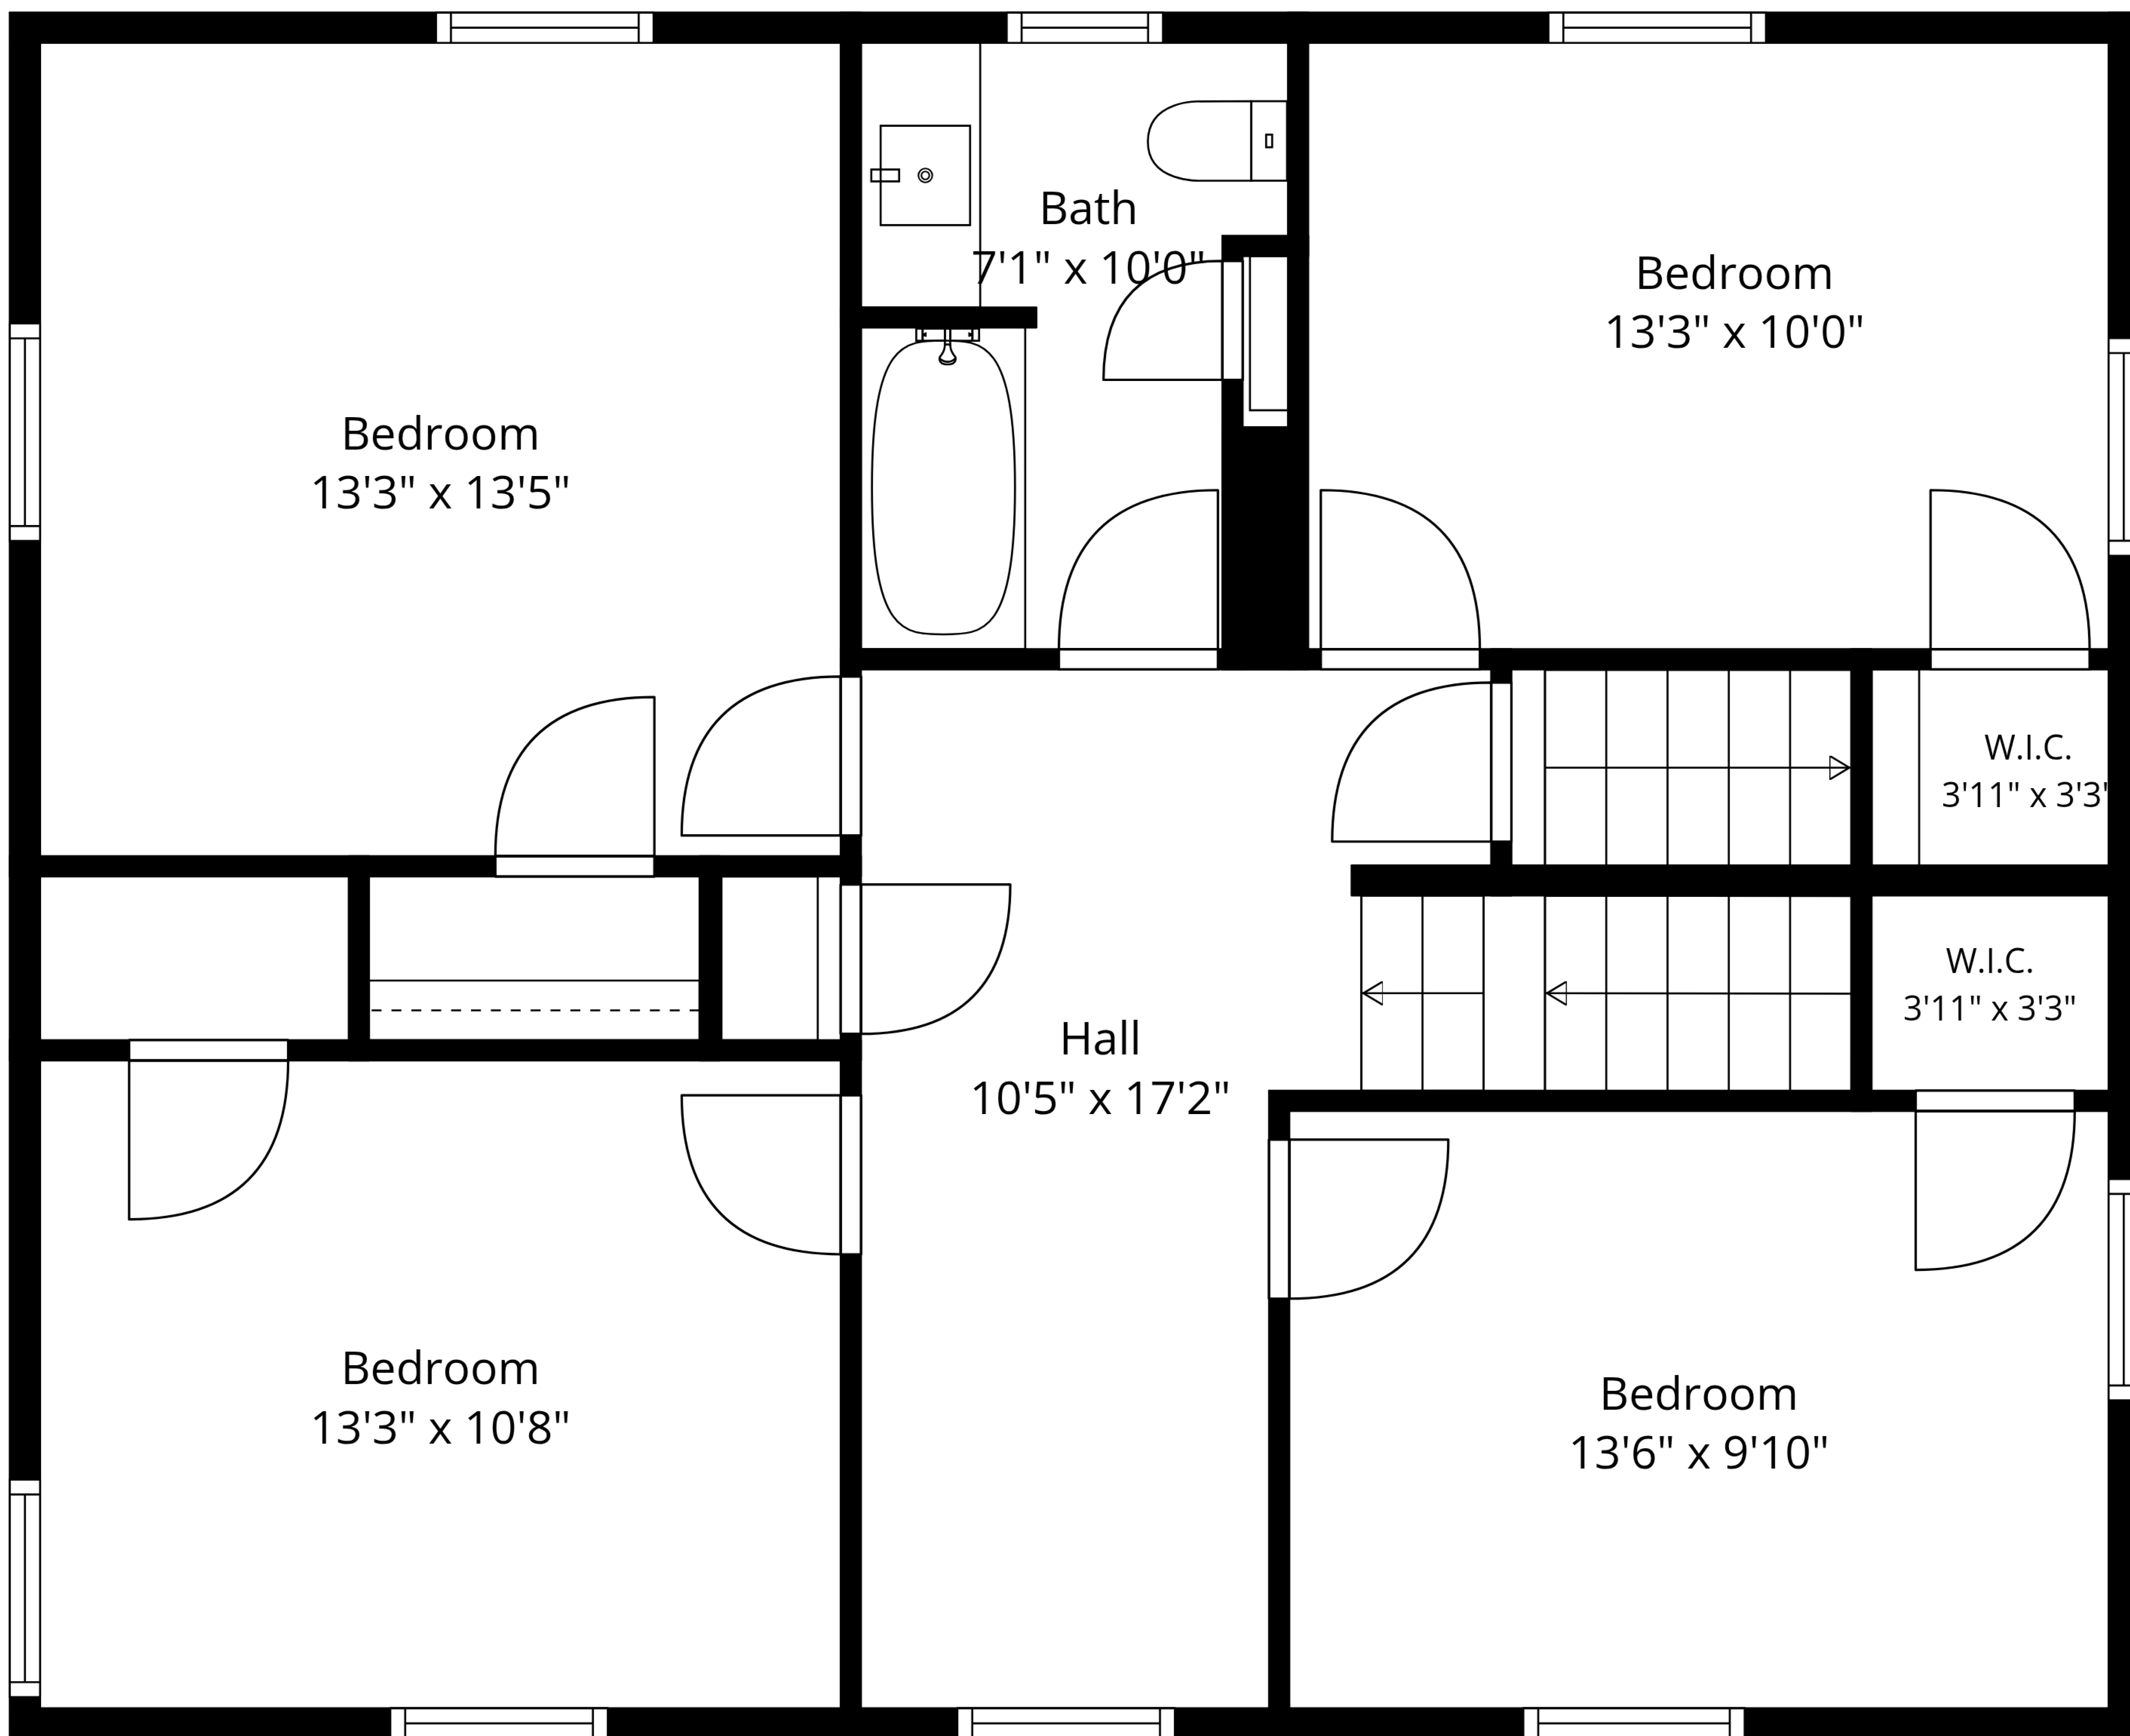 Bath
7'1" x 10'0"
Bedroom
13'3" x 10'0"
Bedroom
13'3" x 13'5"
W.I.C.
3'11" x 3'3"
W.I.C.
3'11" x 3'3"
Hall
10'5" x 17'2"
Bedroom
13'3" x 10'8"
Bedroom
13'6" x 9'10"